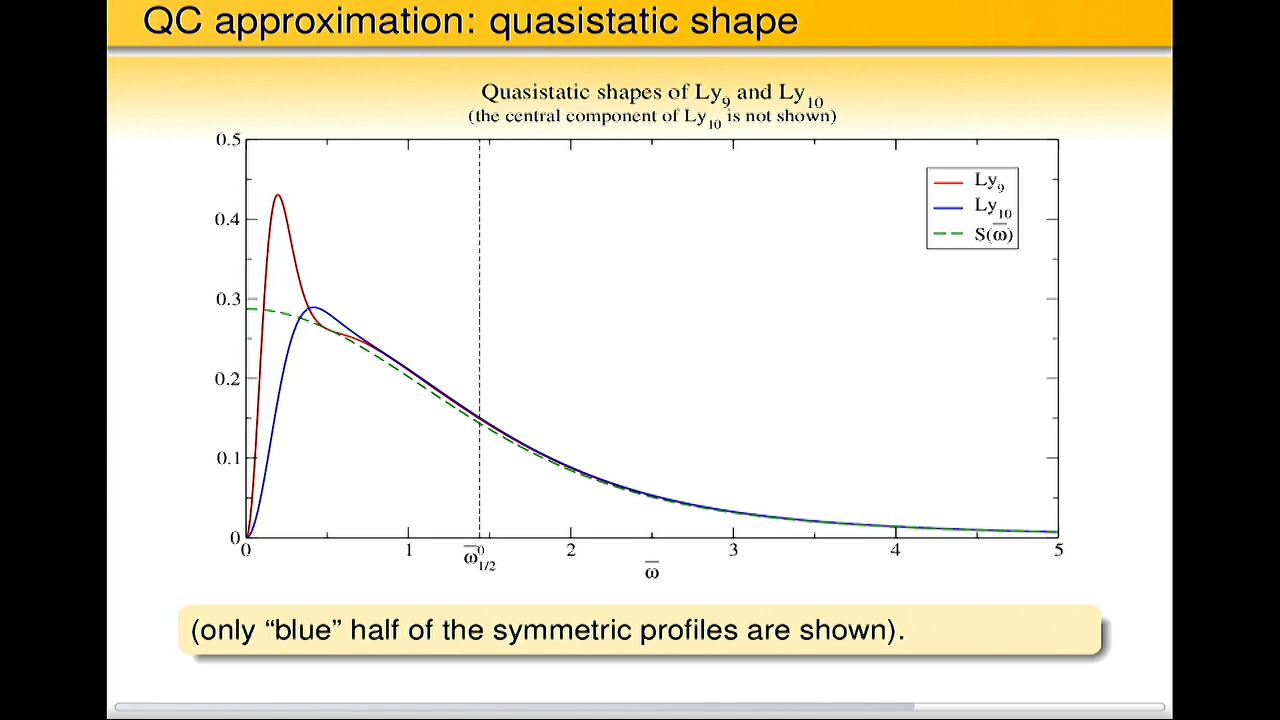 QC approximation: quasistatic shape
Quasistatic shapes of Ly₉ and Ly₁₀
(the central component of Ly₁₀ is not shown)
0.5
0.4
0.3
0.2
0.1
0
Ly₉
Ly₁₀
S(ω̅)
0 1 2 3 4 5
ω̅⁰₁/₂
ω̅
(only “blue” half of the symmetric profiles are shown).